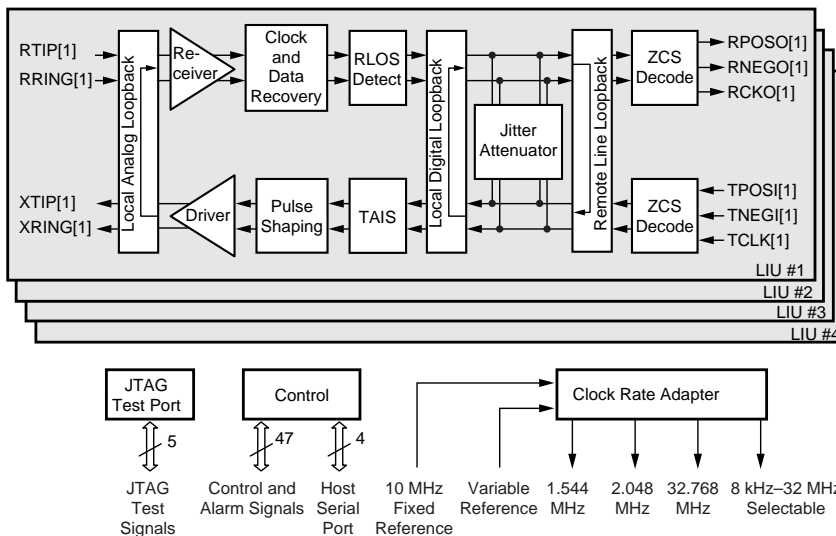 RTIP[1]
RRING[1]
XTIP[1]
XRING[1]
Local Analog Loopback
Re-
ceiver
Clock
and
Data
Recovery
RLOS
Detect
Local Digital Loopback
Jitter
Attenuator
Remote Line Loopback
ZCS
Decode
RPOSO[1]
RNEGO[1]
RCKO[1]
Driver
Pulse
Shaping
TAIS
ZCS
Decode
TPOSI[1]
TNEGI[1]
TCLK[1]
LIU #1
LIU #2
LIU #3
LIU #4
JTAG
Test Port
5
JTAG
Test
Signals
Control
47
4
Control and
Alarm Signals
Host
Serial
Port
Clock Rate Adapter
10 MHz
Fixed
Reference
Variable
Reference
1.544
MHz
2.048
MHz
32.768
MHz
8 kHz–32 MHz
Selectable